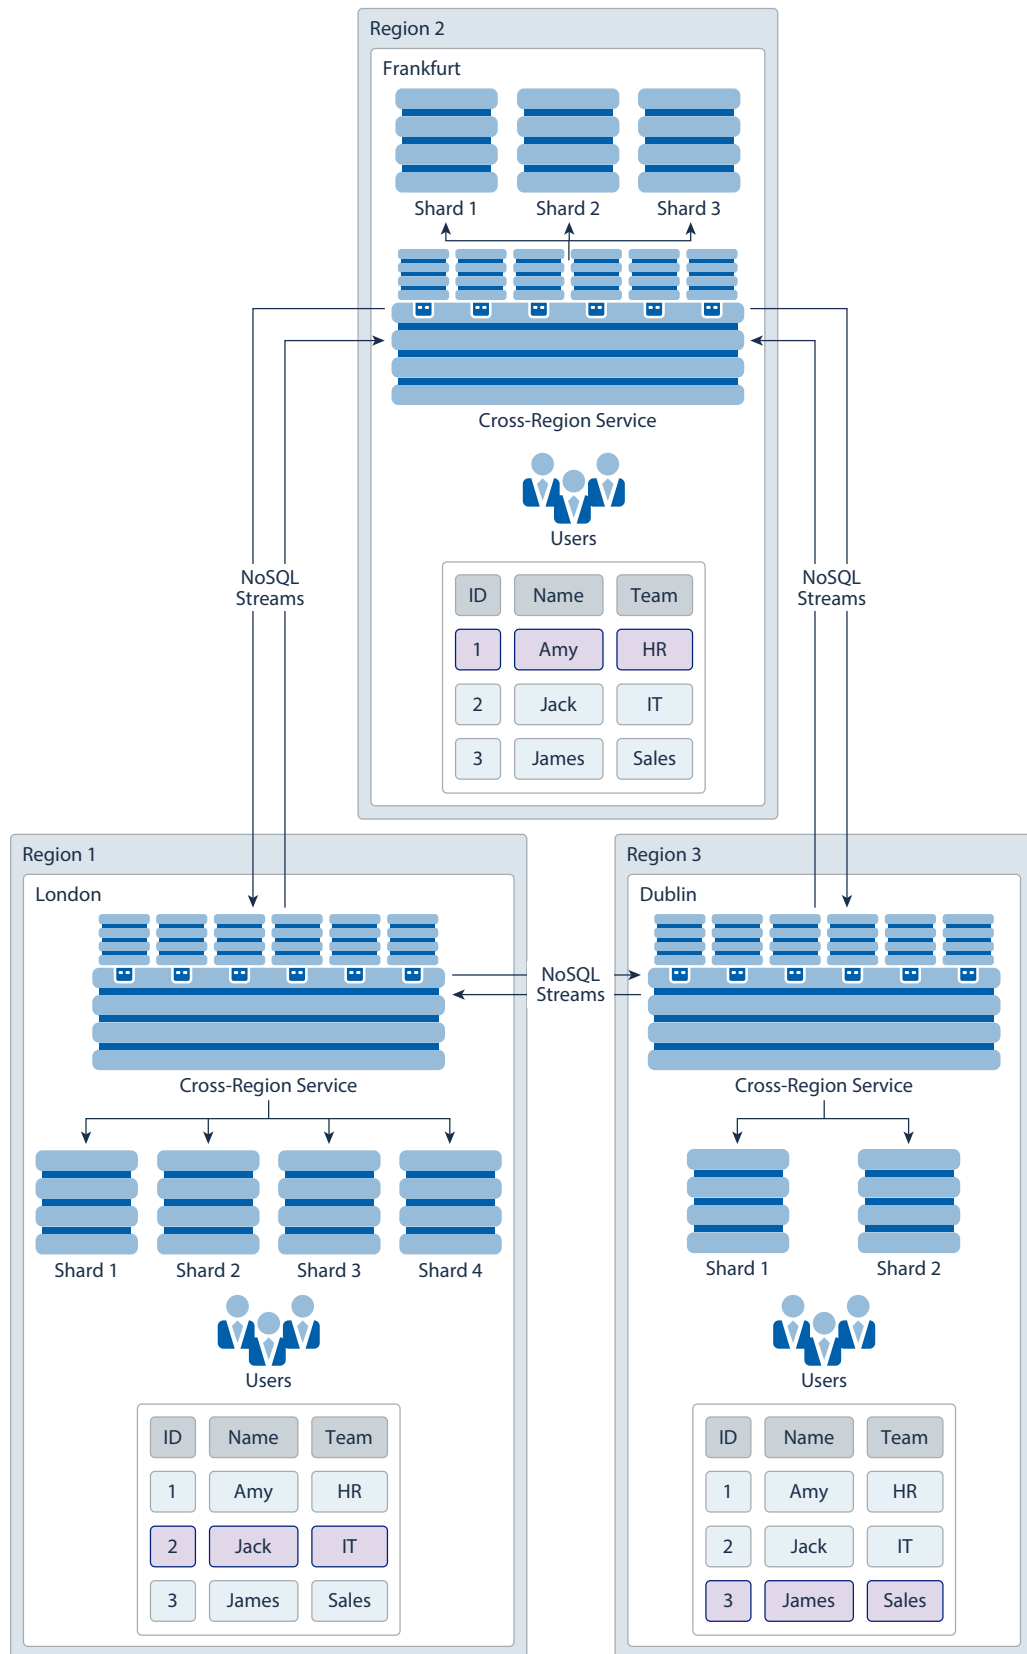 Region 2
Frankfurt
Shard 1 Shard 2 Shard 3
Cross-Region Service
Users
NoSQL
Streams
NoSQL
Streams
ID Name Team
1 Amy HR
2 Jack IT
3 James Sales
Region 1
London
Cross-Region Service
Shard 1 Shard 2 Shard 3 Shard 4
Users
ID Name Team
1 Amy HR
2 Jack IT
3 James Sales
NoSQL
Streams
Region 3
Dublin
Cross-Region Service
Shard 1 Shard 2
Users
ID Name Team
1 Amy HR
2 Jack IT
3 James Sales